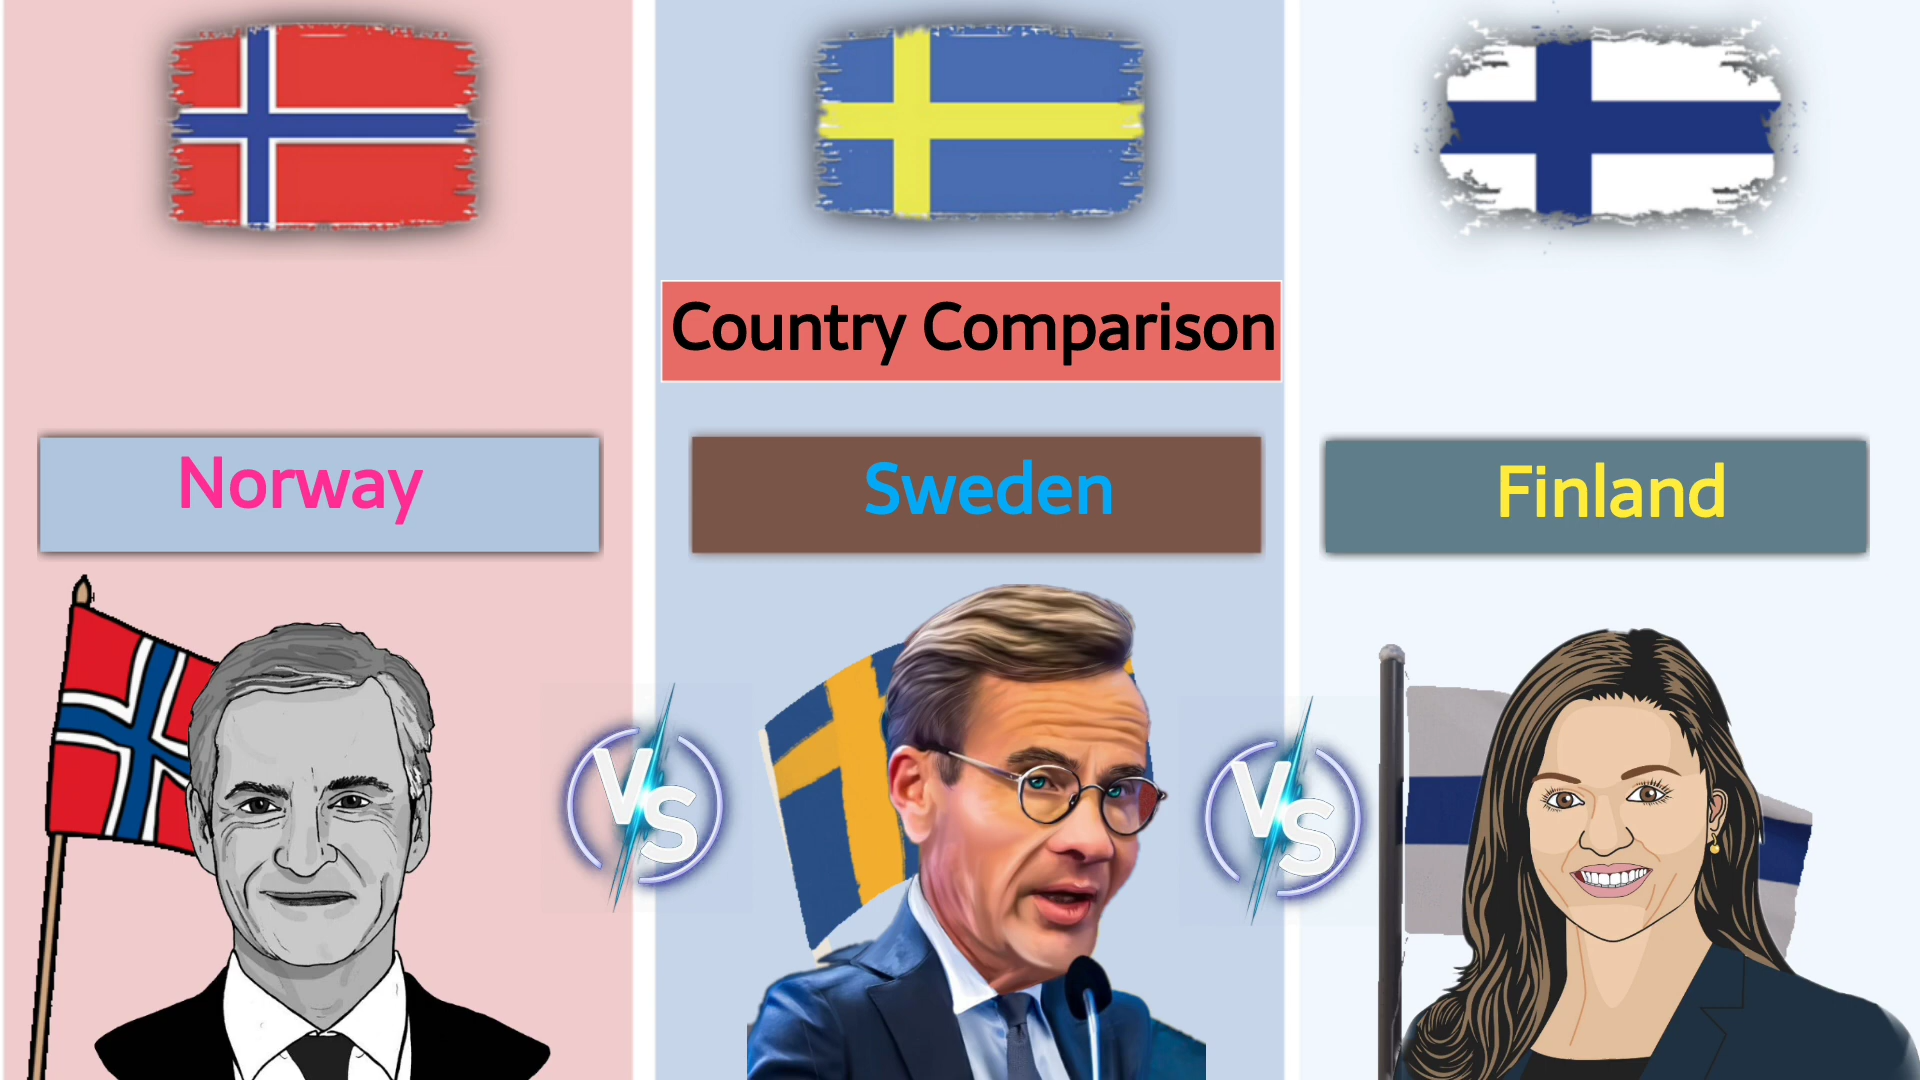 Country Comparison
Norway
Sweden
Finland
VS
VS